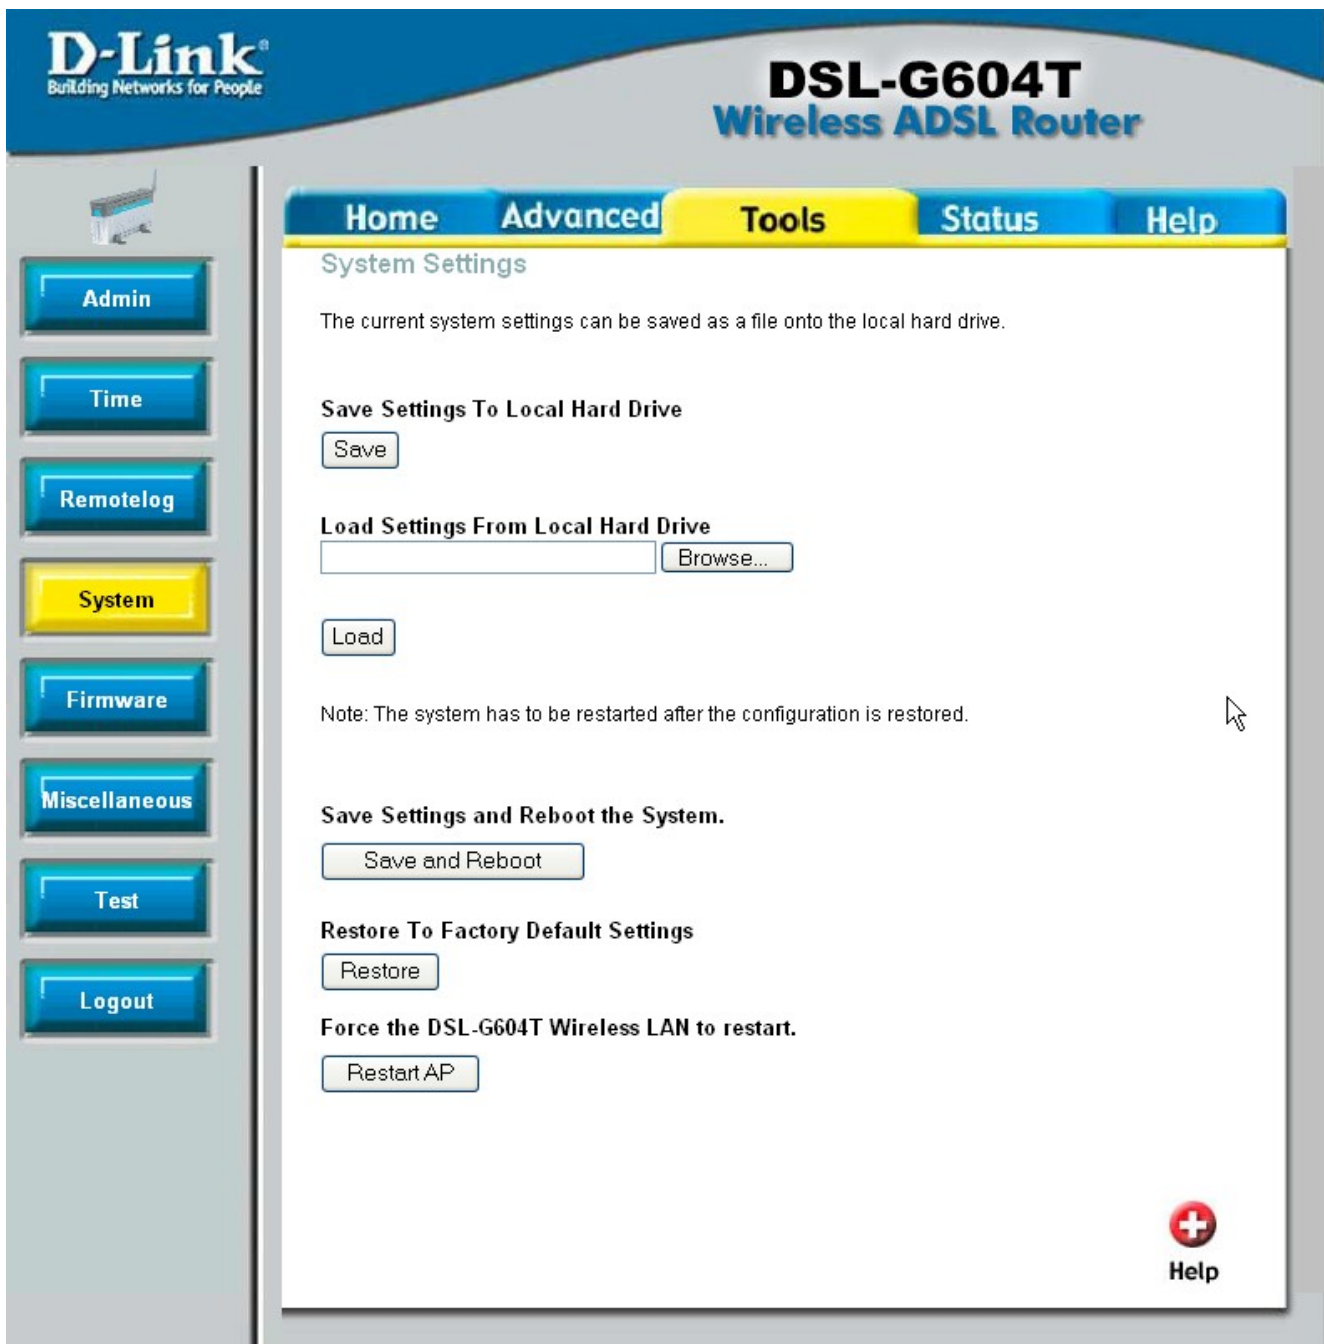 D-Link®
Building Networks for People
DSL-G604T
Wireless ADSL Router
Home Advanced Tools Status Help
Admin
Time
Remotelog
System
Firmware
Miscellaneous
Test
Logout
System Settings
The current system settings can be saved as a file onto the local hard drive.
Save Settings To Local Hard Drive
Save
Load Settings From Local Hard Drive
Browse...
Load
Note: The system has to be restarted after the configuration is restored.
Save Settings and Reboot the System.
Save and Reboot
Restore To Factory Default Settings
Restore
Force the DSL-G604T Wireless LAN to restart.
Restart AP
Help